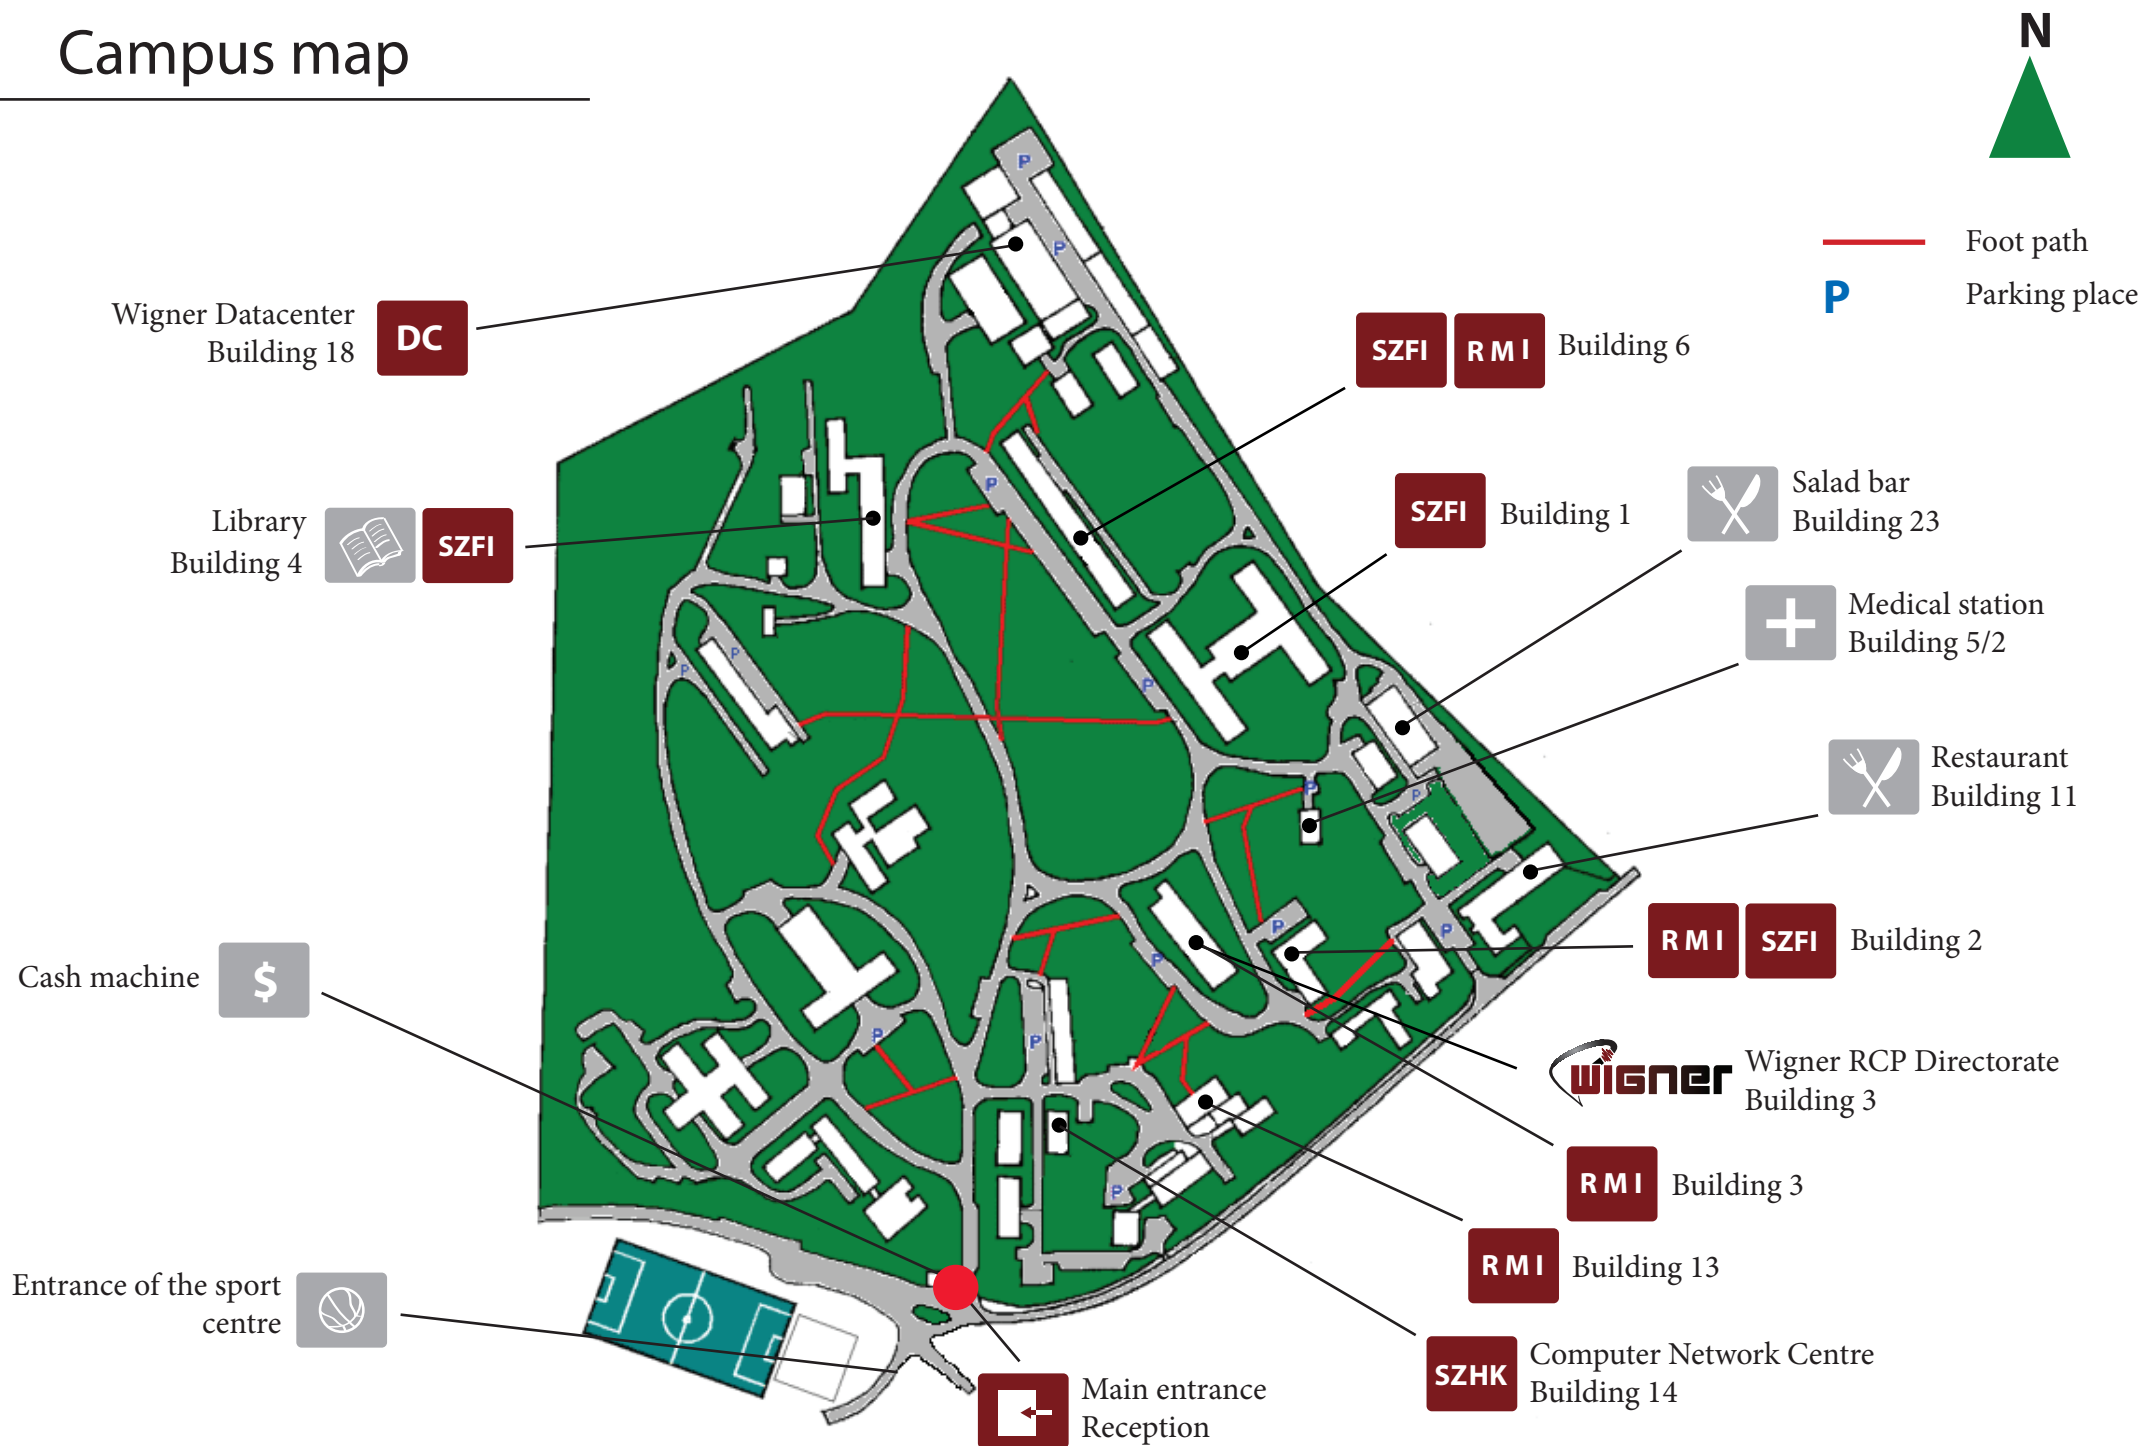 Campus map
N
Foot path
P Parking place
Wigner Datacenter
Building 18
DC
SZFI RMI Building 6
SZFI Building 1
Salad bar
Building 23
Library
Building 4
SZFI
Medical station
Building 5/2
Restaurant
Building 11
RMI SZFI Building 2
Cash machine
$
wigner
Wigner RCP Directorate
Building 3
RMI Building 3
RMI Building 13
Entrance of the sport
centre
SZHK
Computer Network Centre
Building 14
Main entrance
Reception
P
P
P
P
P
P
P
P
P
P
P
P
P
P